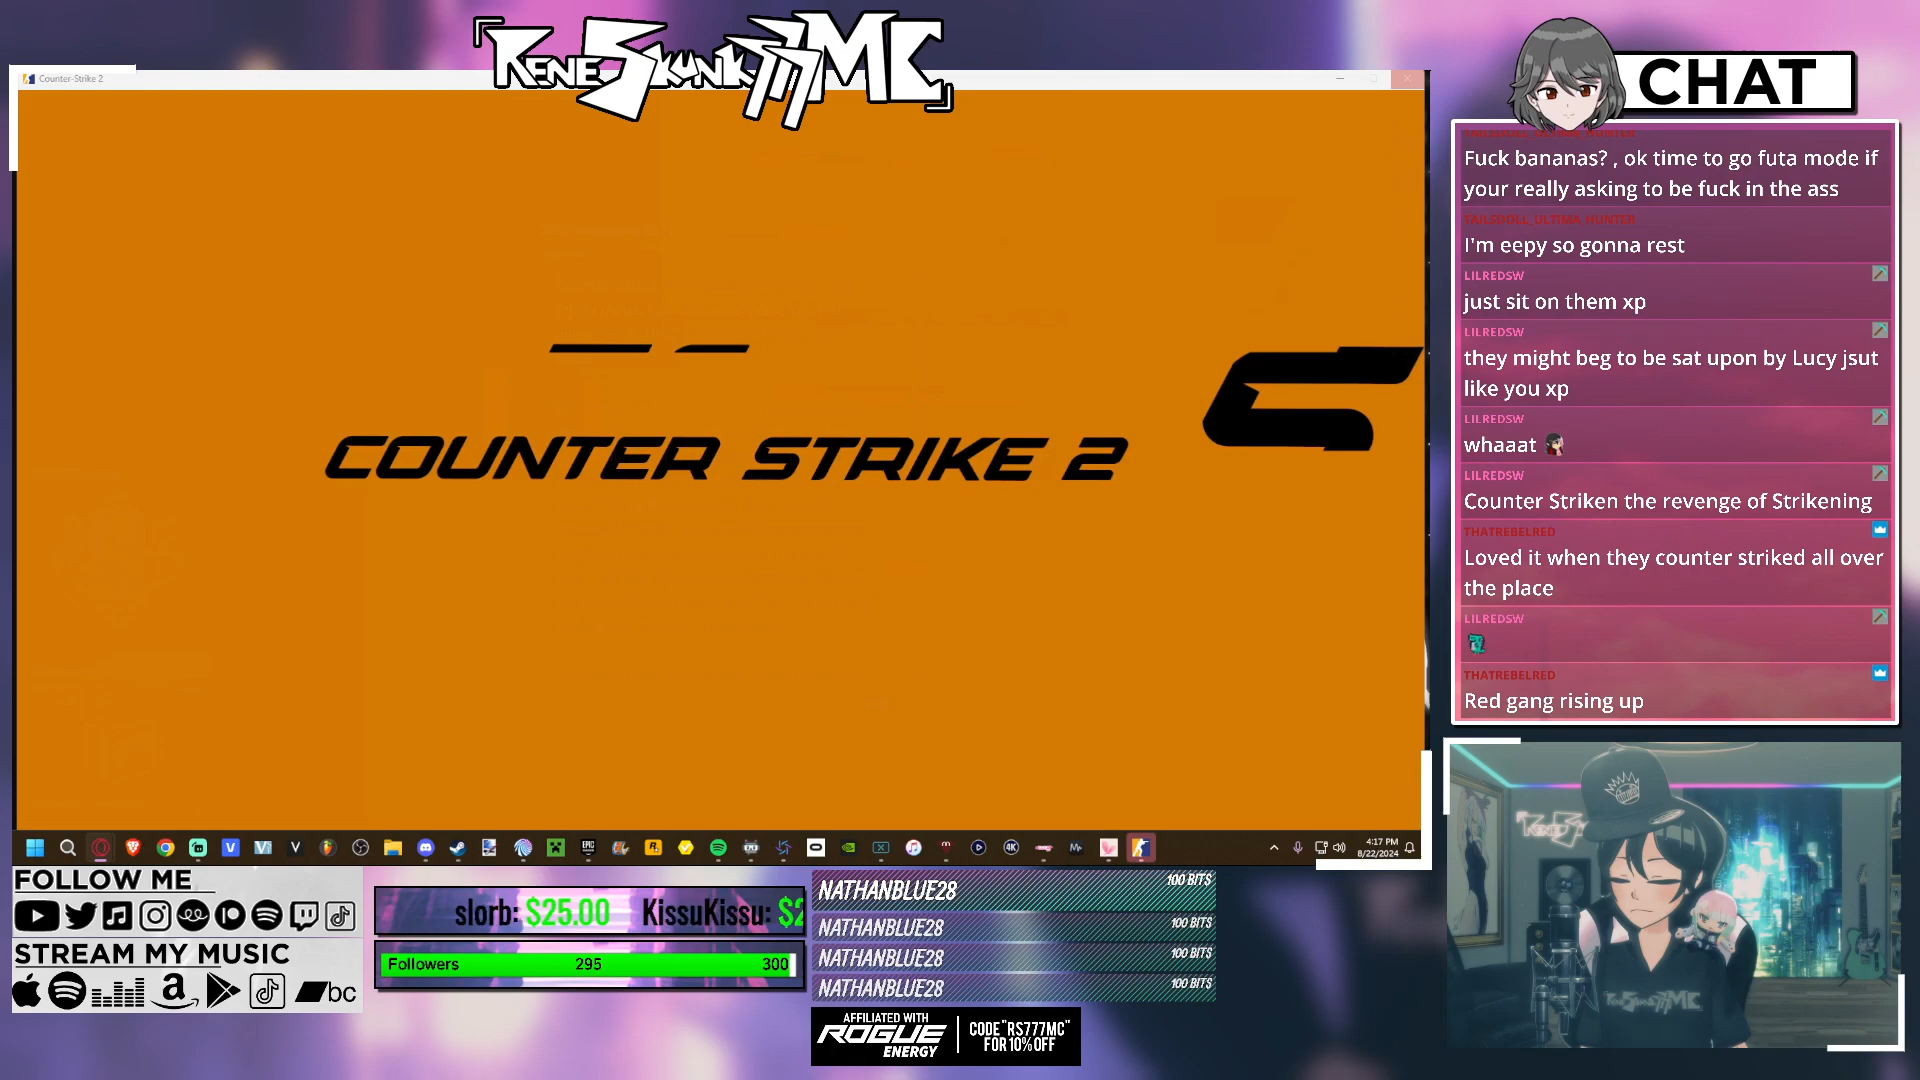 RENESKUNK777MC
Counter-Strike 2
COUNTER STRIKE 2
CHAT
Fuck bananas? , ok time to go futa mode if
your really asking to be fuck in the ass
TAILSDOLL_ULTIMA_HUNTER
I'm eepy so gonna rest
LILREDSW
just sit on them xp
LILREDSW
they might beg to be sat upon by Lucy jsut
like you xp
LILREDSW
whaaat
LILREDSW
Counter Striken the revenge of Strikening
THATREBELRED
Loved it when they counter striked all over
the place
LILREDSW
THATREBELRED
Red gang rising up
4:17 PM
8/22/2024
FOLLOW ME
STREAM MY MUSIC
bc
slorb: $25.00 KissuKissu: $2
Followers 295 300
NATHANBLUE28 100 BITS
NATHANBLUE28 100 BITS
NATHANBLUE28 100 BITS
NATHANBLUE28 100 BITS
AFFILIATED WITH
ROGUE
ENERGY
CODE "RS777MC"
FOR 10% OFF